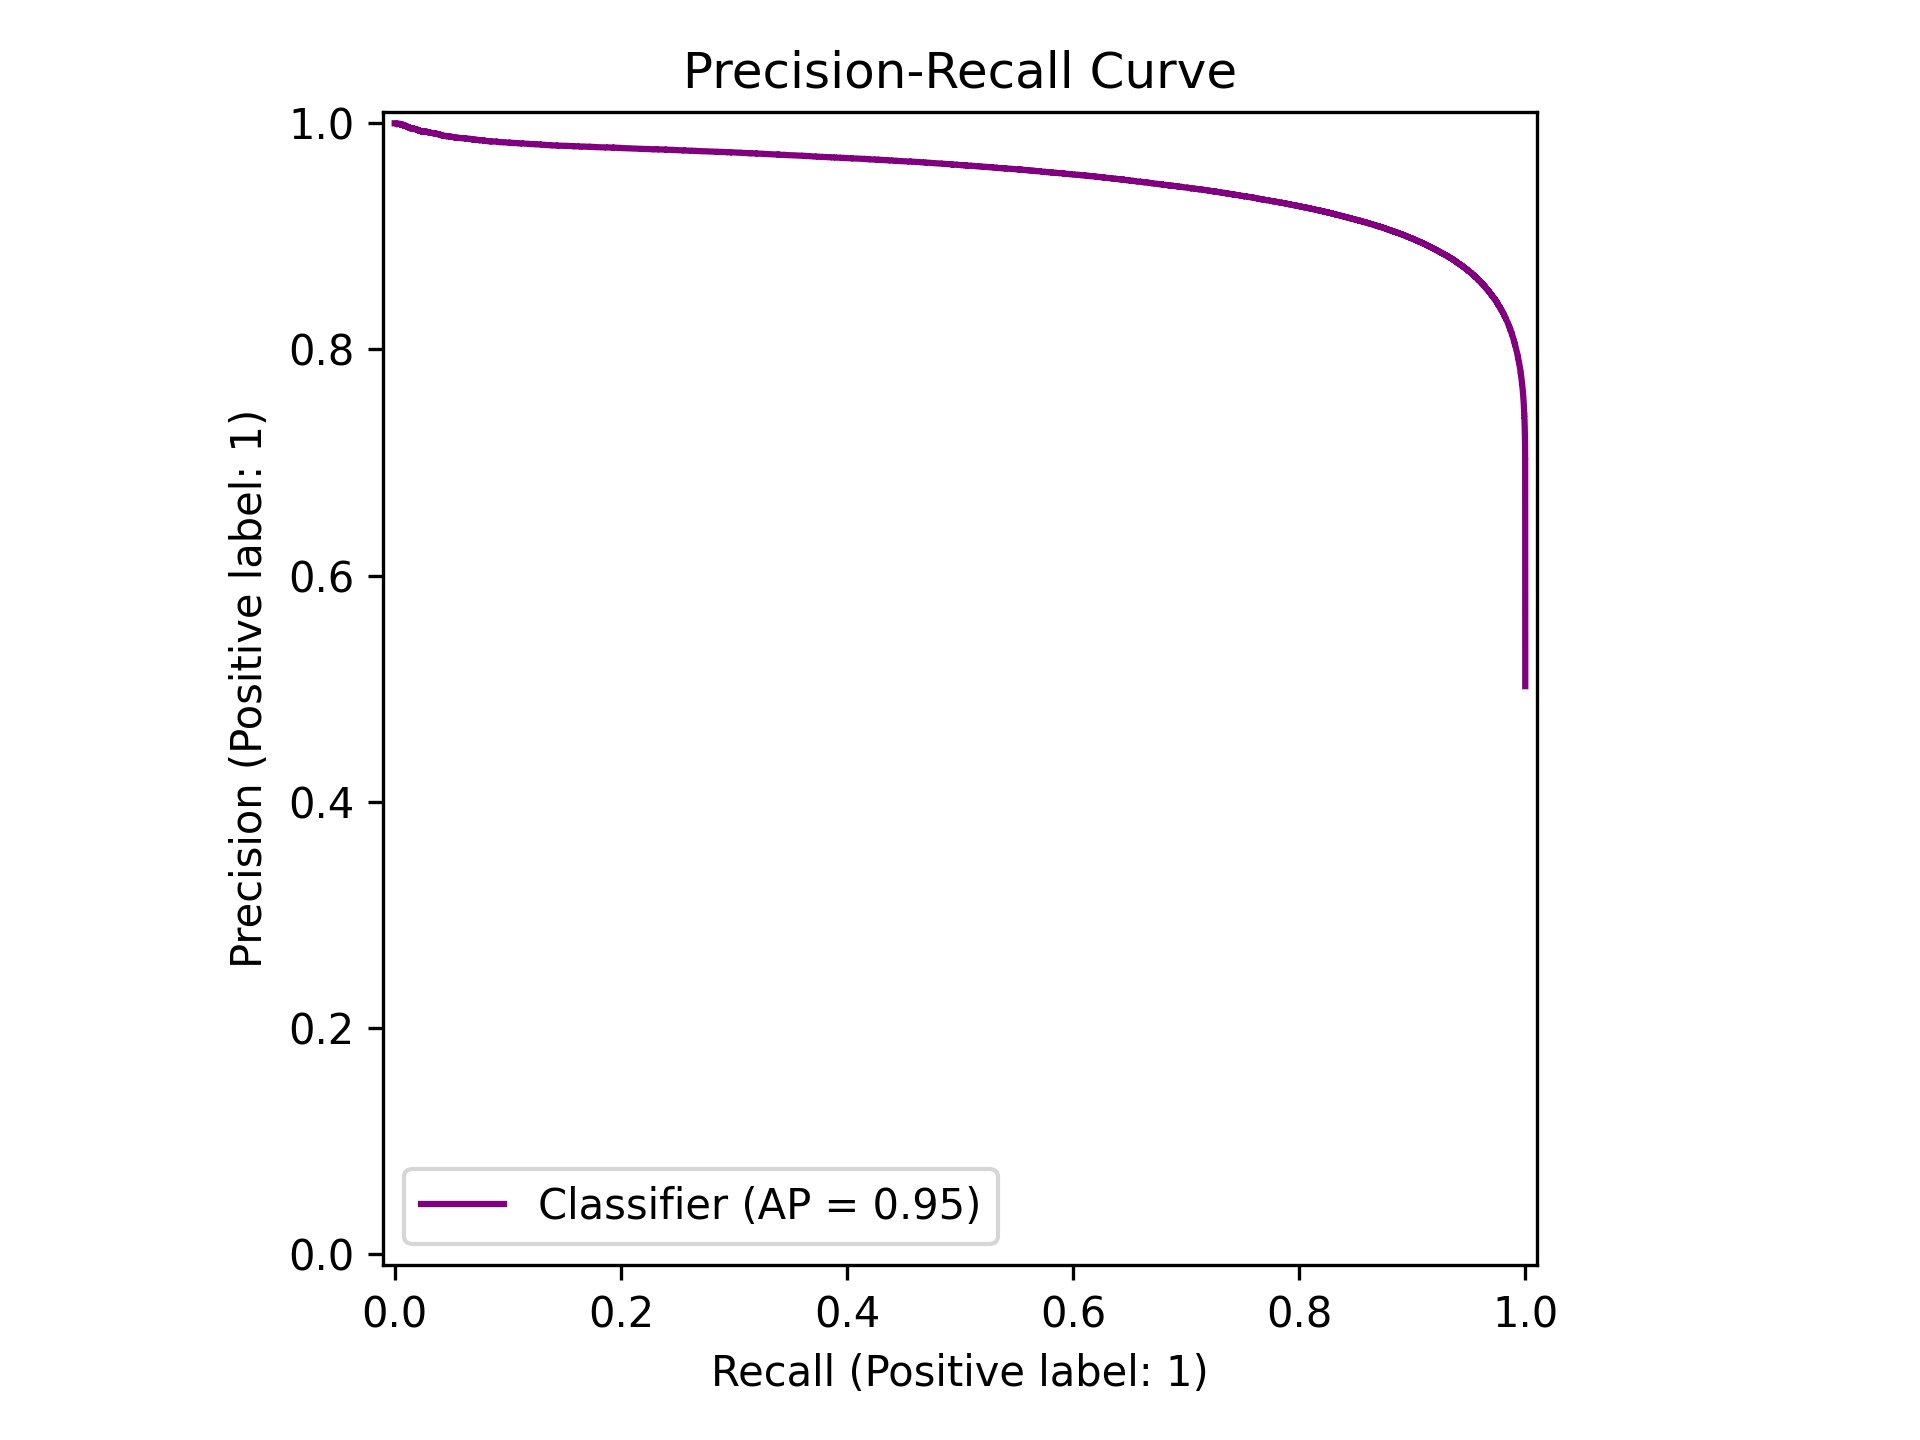 Precision-Recall Curve
1.0
0.8
0.6
0.4
0.2
0.0
Precision (Positive label: 1)
Classifier (AP = 0.95)
0.0 0.2 0.4 0.6 0.8 1.0
Recall (Positive label: 1)